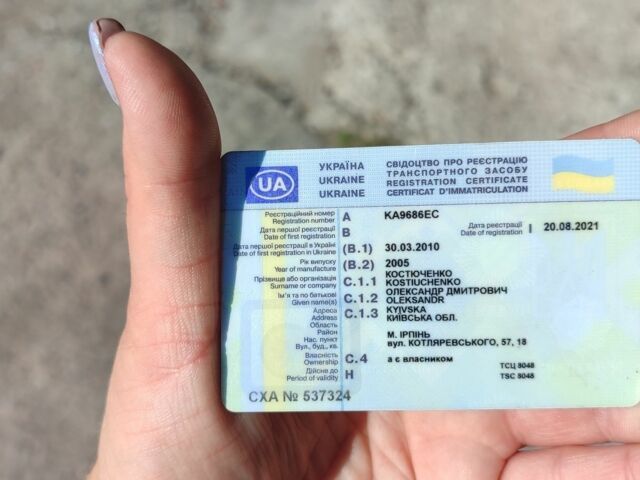 UA
УКРАЇНА
UKRAINE
UKRAINE
СВІДОЦТВО ПРО РЕЄСТРАЦІЮ
ТРАНСПОРТНОГО ЗАСОБУ
REGISTRATION CERTIFICATE
CERTIFICAT D'IMMATRICULATION
Реєстраційний номер
Registration number
A KA9686EC
Дата першої реєстрації
Date of first registration
B
Дата реєстрації
Date of registration
I 20.08.2021
Дата першої реєстрації в Україні
Date of first registration in Ukraine
(B.1) 30.03.2010
Рік випуску
Year of manufacture
(B.2) 2005
Прізвище або організація
Surname or company
C.1.1 КОСТЮЧЕНКО
KOSTIUCHENKO
Ім'я та по батькові
Given name(s)
C.1.2 ОЛЕКСАНДР ДМИТРОВИЧ
OLEKSANDR
Адреса
Address
C.1.3 KYIVSKA
Область
КИЇВСЬКА ОБЛ.
Район
Нас. пункт
М. ІРПІНЬ
Вул., буд., кв.
вул. КОТЛЯРЕВСЬКОГО, 57, 18
Власність
Ownership
C.4 а є власником
Дійсне до
Period of validity
H
ТСЦ 8048
TSC 8048
СХА № 537324